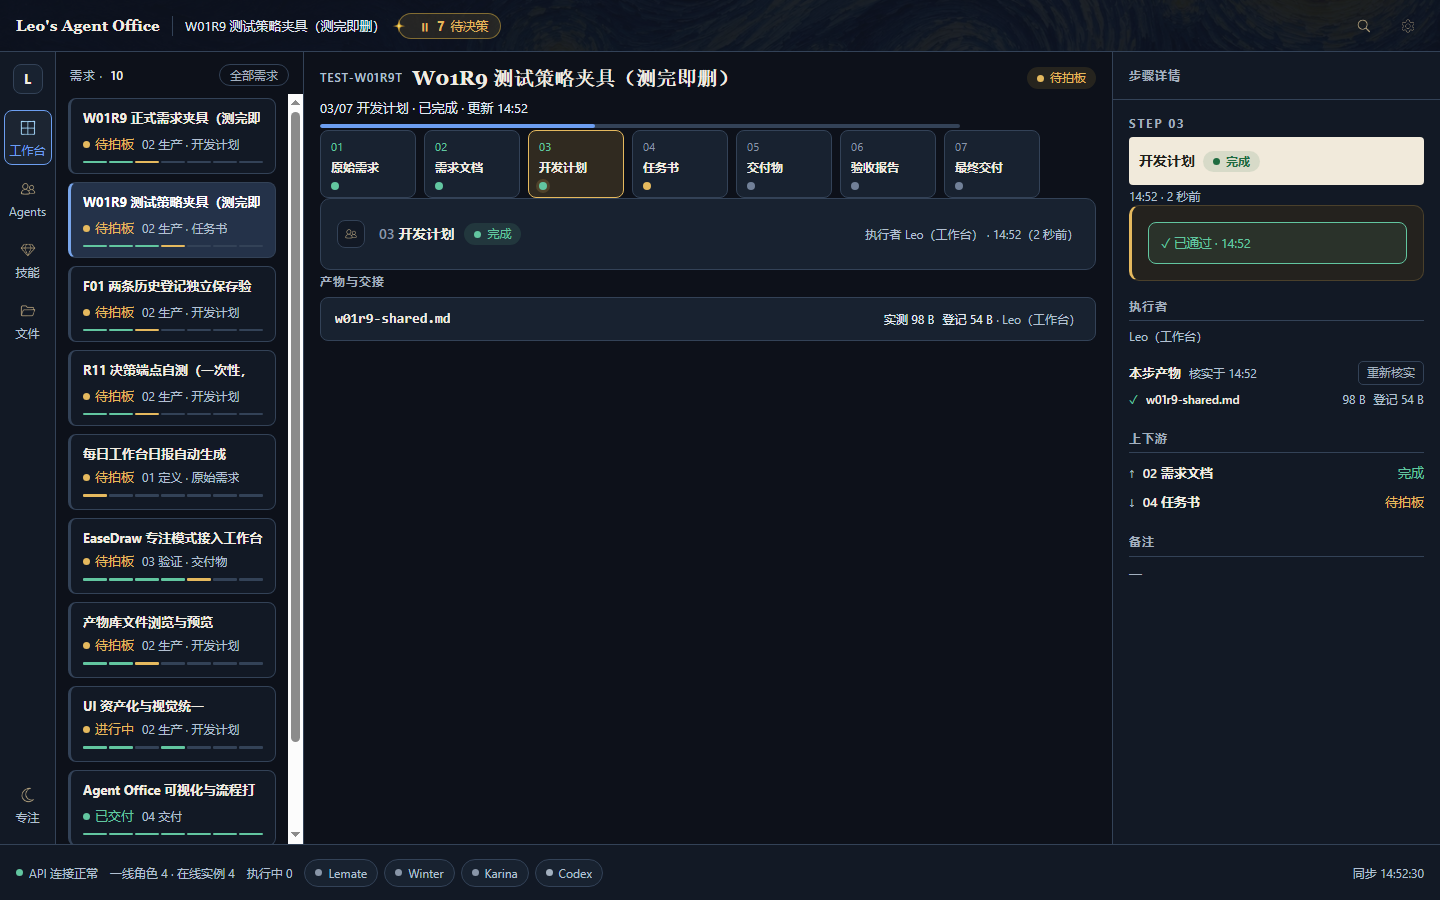 Leo's Agent Office
W01R9 测试策略夹具（测完即删）
7 待决策
L
工作台
Agents
技能
文件
专注
需求 · 10
全部需求
W01R9 正式需求夹具（测完即
待拍板 02 生产 · 开发计划
W01R9 测试策略夹具（测完即
待拍板 02 生产 · 任务书
F01 两条历史登记独立保存验
待拍板 02 生产 · 开发计划
R11 决策端点自测（一次性，
待拍板 02 生产 · 开发计划
每日工作台日报自动生成
待拍板 01 定义 · 原始需求
EaseDraw 专注模式接入工作台
待拍板 03 验证 · 交付物
产物库文件浏览与预览
待拍板 02 生产 · 开发计划
UI 资产化与视觉统一
进行中 02 生产 · 开发计划
Agent Office 可视化与流程打
已交付 04 交付
TEST-W01R9T W01R9 测试策略夹具（测完即删）
待拍板
03/07 开发计划 · 已完成 · 更新 14:52
01
原始需求
02
需求文档
03
开发计划
04
任务书
05
交付物
06
验收报告
07
最终交付
03 开发计划 完成
执行者 Leo（工作台） · 14:52（2 秒前）
产物与交接
w01r9-shared.md
实测 98 B 登记 54 B · Leo（工作台）
步骤详情
STEP 03
开发计划 完成
14:52 · 2 秒前
✓ 已通过 · 14:52
执行者
Leo（工作台）
本步产物 核实于 14:52
重新核实
✓ w01r9-shared.md
98 B 登记 54 B
上下游
↑ 02 需求文档
完成
↓ 04 任务书
待拍板
备注
—
API 连接正常 一线角色 4 · 在线实例 4 执行中 0
Lemate
Winter
Karina
Codex
同步 14:52:30